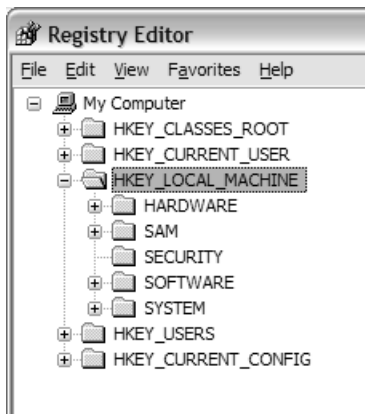 Registry Editor
File Edit View Favorites Help
My Computer
HKEY_CLASSES_ROOT
HKEY_CURRENT_USER
HKEY_LOCAL_MACHINE
HARDWARE
SAM
SECURITY
SOFTWARE
SYSTEM
HKEY_USERS
HKEY_CURRENT_CONFIG